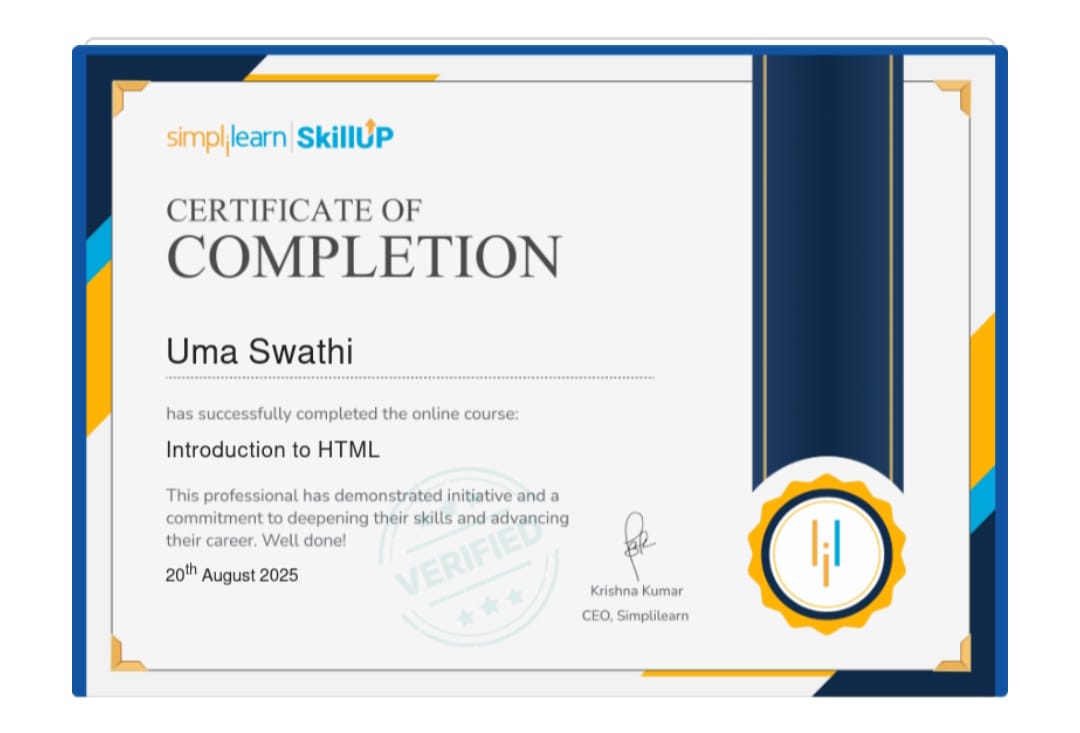 simplilearn | SkillUP
CERTIFICATE OF
COMPLETION
Uma Swathi
has successfully completed the online course:
Introduction to HTML
This professional has demonstrated initiative and a
commitment to deepening their skills and advancing
their career. Well done!
20th August 2025
VERIFIED
Krishna Kumar
CEO, Simplilearn